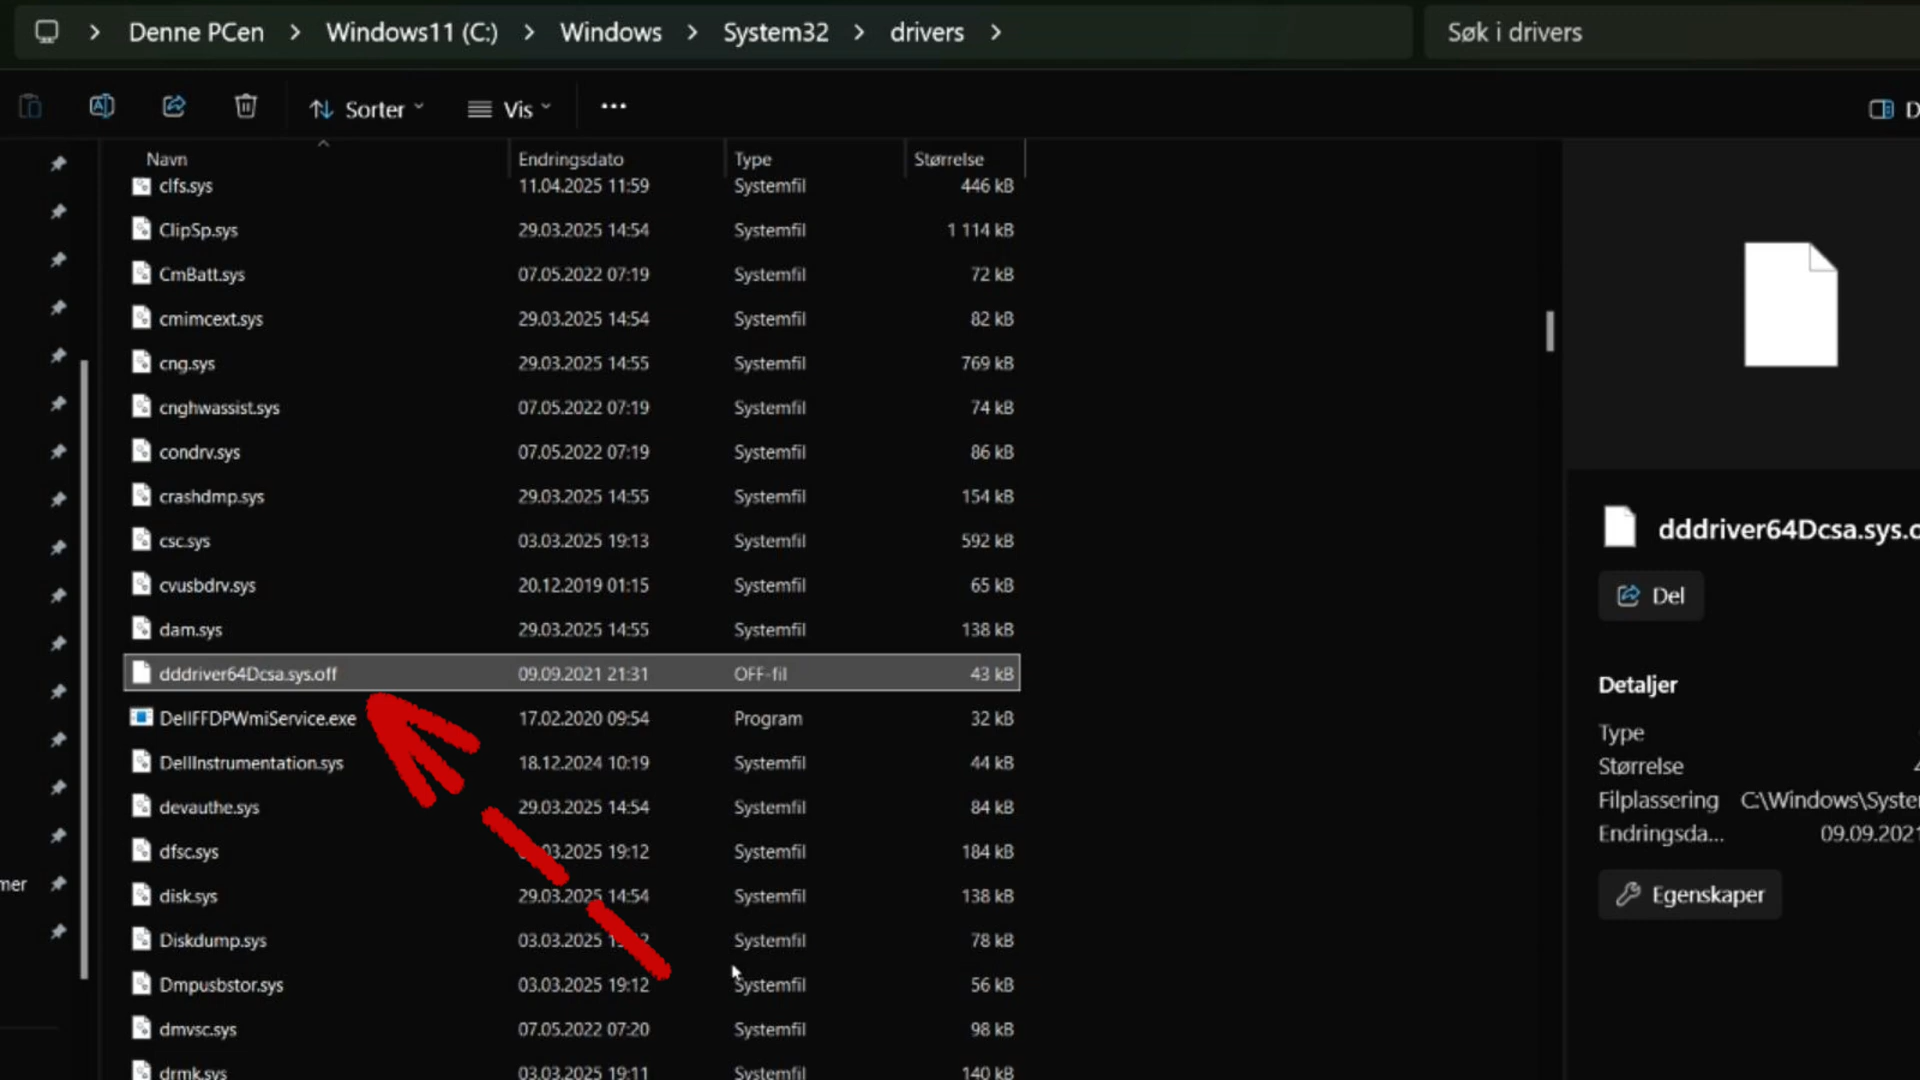 Denne PCen > Windows11 (C:) > Windows > System32 > drivers >
Søk i drivers
Sorter
Vis
Navn Endringsdato Type Størrelse
clfs.sys 11.04.2025 11:59 Systemfil 446 kB
ClipSp.sys 29.03.2025 14:54 Systemfil 1 114 kB
CmBatt.sys 07.05.2022 07:19 Systemfil 72 kB
cmimcext.sys 29.03.2025 14:54 Systemfil 82 kB
cng.sys 29.03.2025 14:55 Systemfil 769 kB
cnghwassist.sys 07.05.2022 07:19 Systemfil 74 kB
condrv.sys 07.05.2022 07:19 Systemfil 86 kB
crashdmp.sys 29.03.2025 14:55 Systemfil 154 kB
csc.sys 03.03.2025 19:13 Systemfil 592 kB
cvusbdrv.sys 20.12.2019 01:15 Systemfil 65 kB
dam.sys 29.03.2025 14:55 Systemfil 138 kB
dddriver64Dcsa.sys.off 09.09.2021 21:31 OFF-fil 43 kB
DellFFDPWmiService.exe 17.02.2020 09:54 Program 32 kB
DellInstrumentation.sys 18.12.2024 10:19 Systemfil 44 kB
devauthe.sys 29.03.2025 14:54 Systemfil 84 kB
dfsc.sys 03.2025 19:12 Systemfil 184 kB
disk.sys 29.03.2025 14:54 Systemfil 138 kB
Diskdump.sys 03.03.2025 Systemfil 78 kB
Dmpusbstor.sys 03.03.2025 19:12 Systemfil 56 kB
dmvsc.sys 07.05.2022 07:20 Systemfil 98 kB
drmk.sys 03.03.2025 19:11 Systemfil 140 kB
mer
dddriver64Dcsa.sys.o
Del
Detaljer
Type
Størrelse 4
Filplassering C:\Windows\Syste
Endringsda... 09.09.2021
Egenskaper